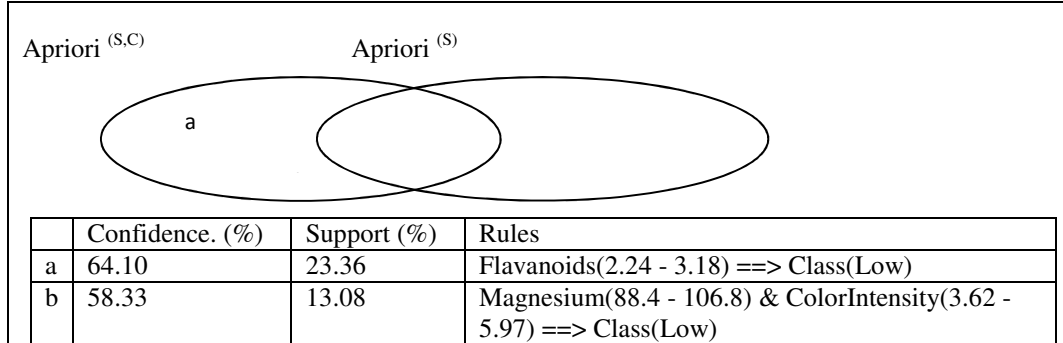 Apriori (S,C) Apriori (S)
a
Confidence. (%) Support (%) Rules
a 64.10 23.36 Flavanoids(2.24 - 3.18) ==> Class(Low)
b 58.33 13.08 Magnesium(88.4 - 106.8) & ColorIntensity(3.62 -
5.97) ==> Class(Low)